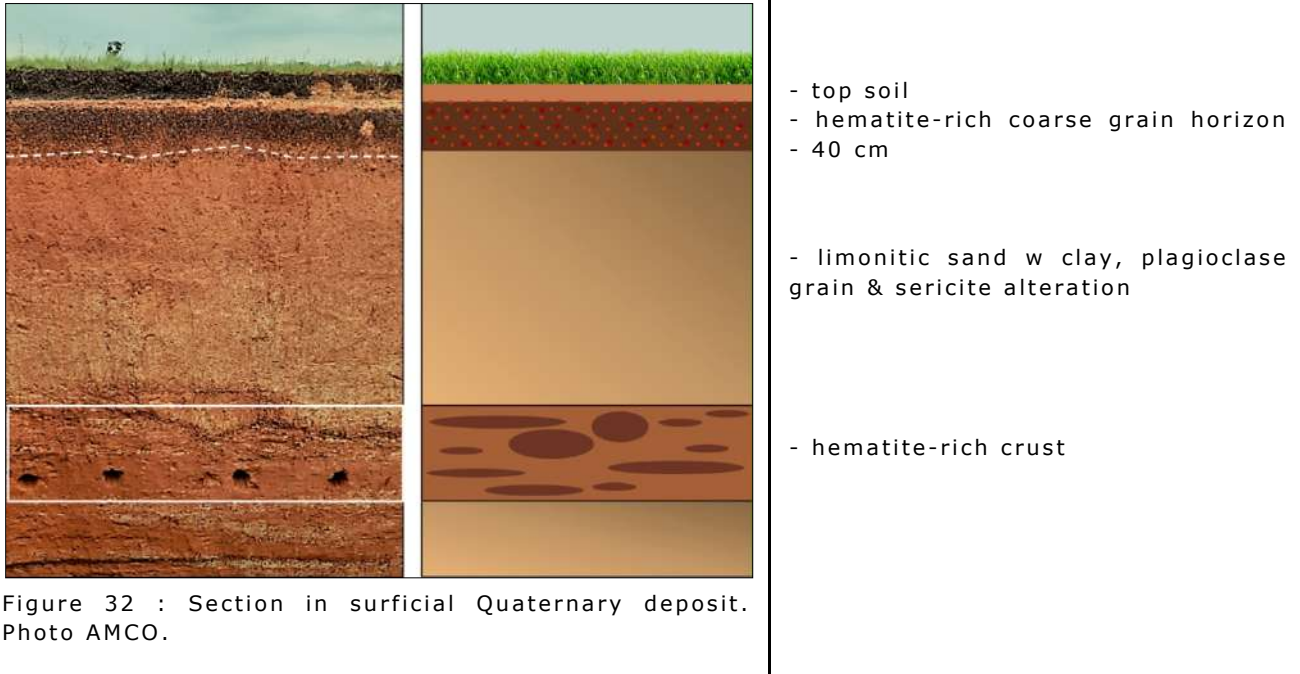 - top soil
- hematite-rich coarse grain horizon
- 40 cm
- limonitic sand w clay, plagioclase
grain & sericite alteration
- hematite-rich crust
Figure 32 : Section in surficial Quaternary deposit.
Photo AMCO.